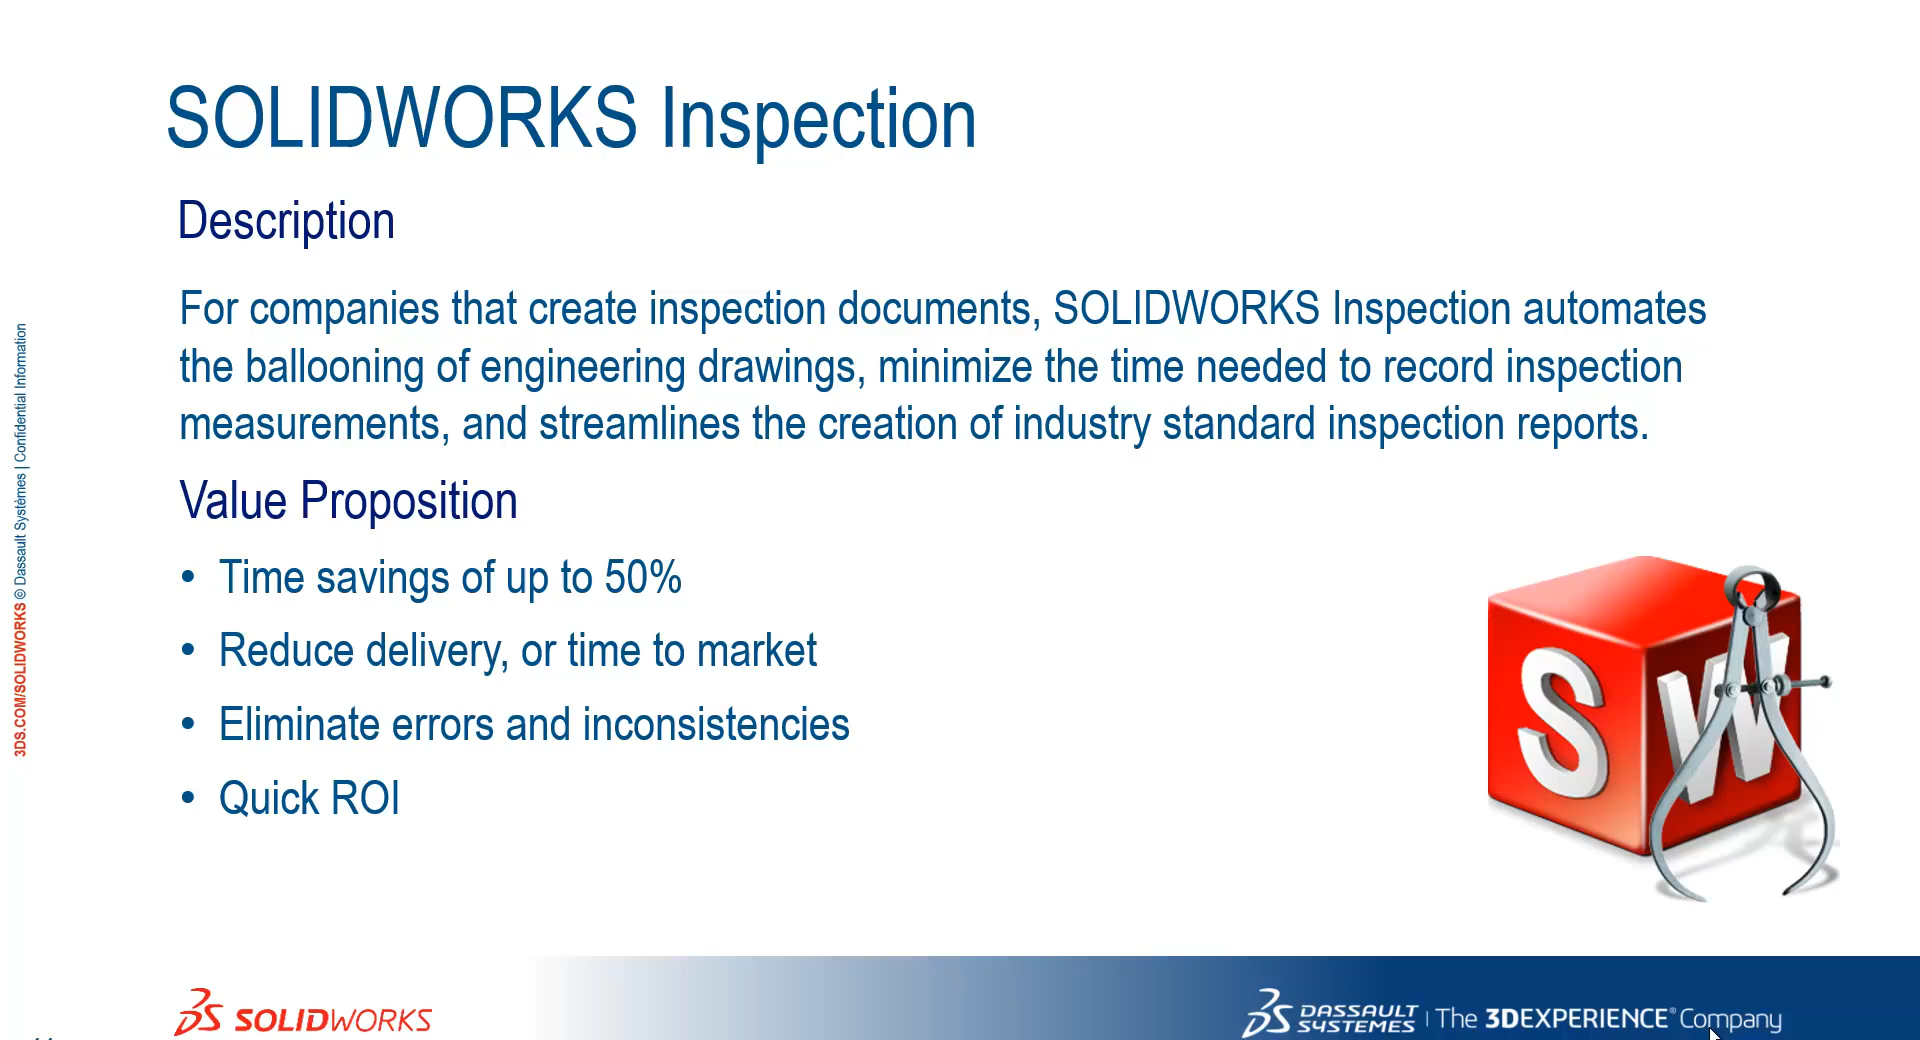 SOLIDWORKS Inspection
Description
For companies that create inspection documents, SOLIDWORKS Inspection automates
the ballooning of engineering drawings, minimize the time needed to record inspection
measurements, and streamlines the creation of industry standard inspection reports.
Value Proposition
• Time savings of up to 50%
• Reduce delivery, or time to market
• Eliminate errors and inconsistencies
• Quick ROI
SW
3DS.COM/SOLIDWORKS © Dassault Systèmes | Confidential Information
3DS SOLIDWORKS
3DS DASSAULT SYSTEMES | The 3DEXPERIENCE® Company